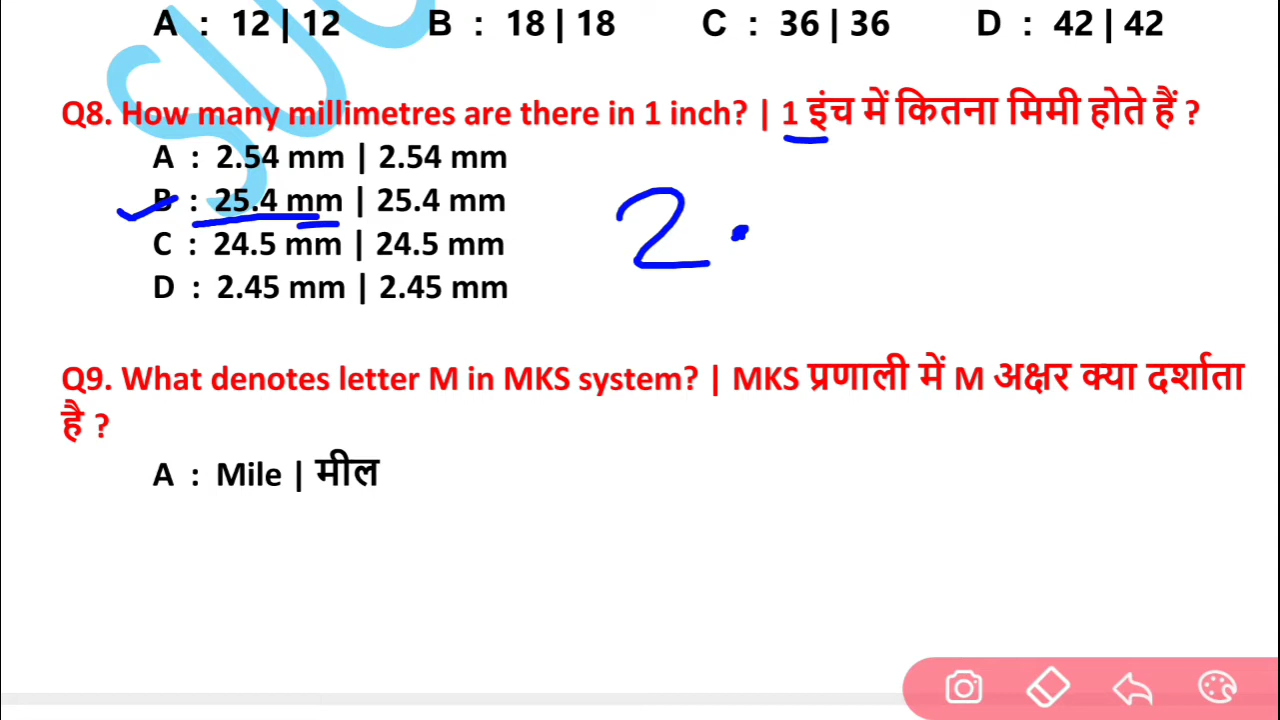 A : 12 | 12 B : 18 | 18 C : 36 | 36 D : 42 | 42
SUC
Q8. How many millimetres are there in 1 inch? | 1 इंच में कितना मिमी होते हैं ?
A : 2.54 mm | 2.54 mm
B : 25.4 mm | 25.4 mm
2.
C : 24.5 mm | 24.5 mm
D : 2.45 mm | 2.45 mm
Q9. What denotes letter M in MKS system? | MKS प्रणाली में M अक्षर क्या दर्शाता
है ?
A : Mile | मील